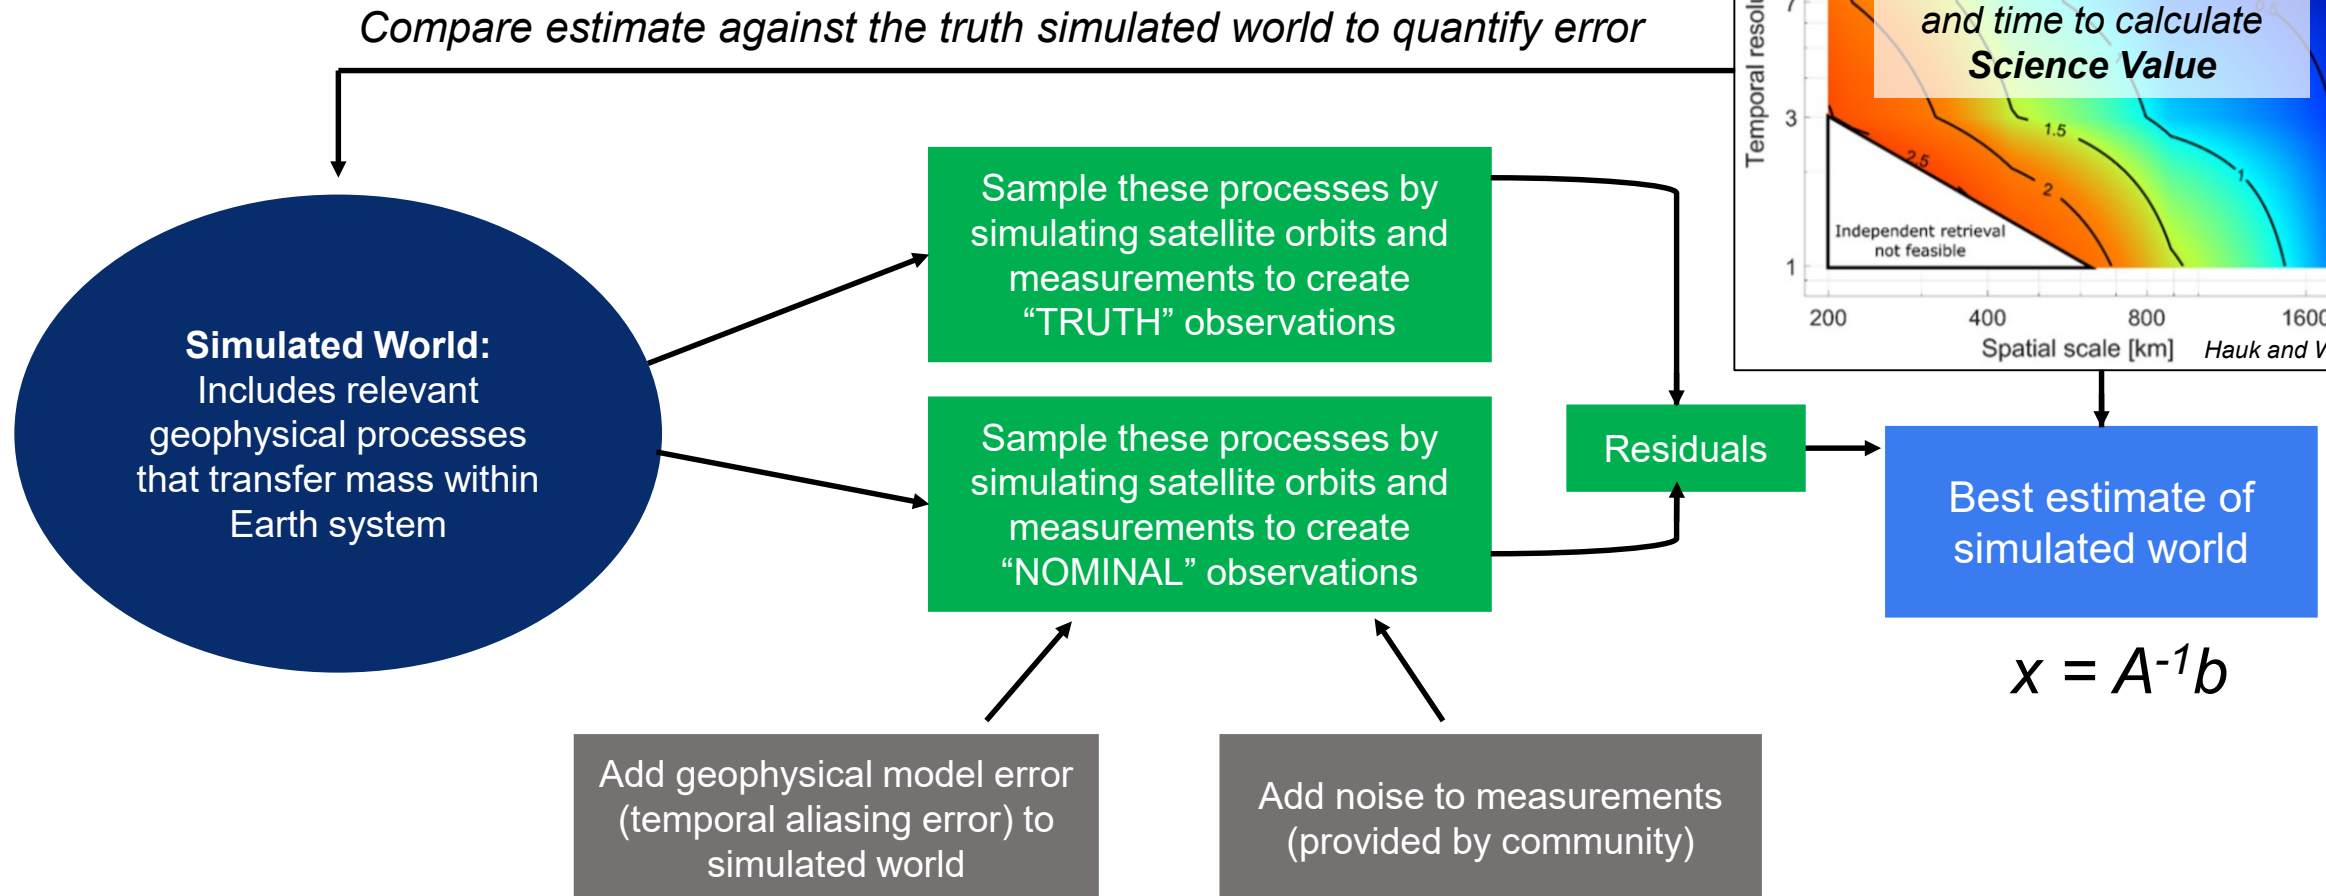 Compare estimate against the truth simulated world to quantify error
and time to calculate
Science Value
Temporal
7
3
1
0.5
1.5
2.5
2
1
Independent retrieval
not feasible
200
400
800
1600
Spatial scale [km]
Hauk and
Simulated World:
Includes relevant
geophysical processes
that transfer mass within
Earth system
Sample these processes by
simulating satellite orbits and
measurements to create
“TRUTH” observations
Sample these processes by
simulating satellite orbits and
measurements to create
“NOMINAL” observations
Residuals
Best estimate of
simulated world
x = A⁻¹b
Add geophysical model error
(temporal aliasing error) to
simulated world
Add noise to measurements
(provided by community)